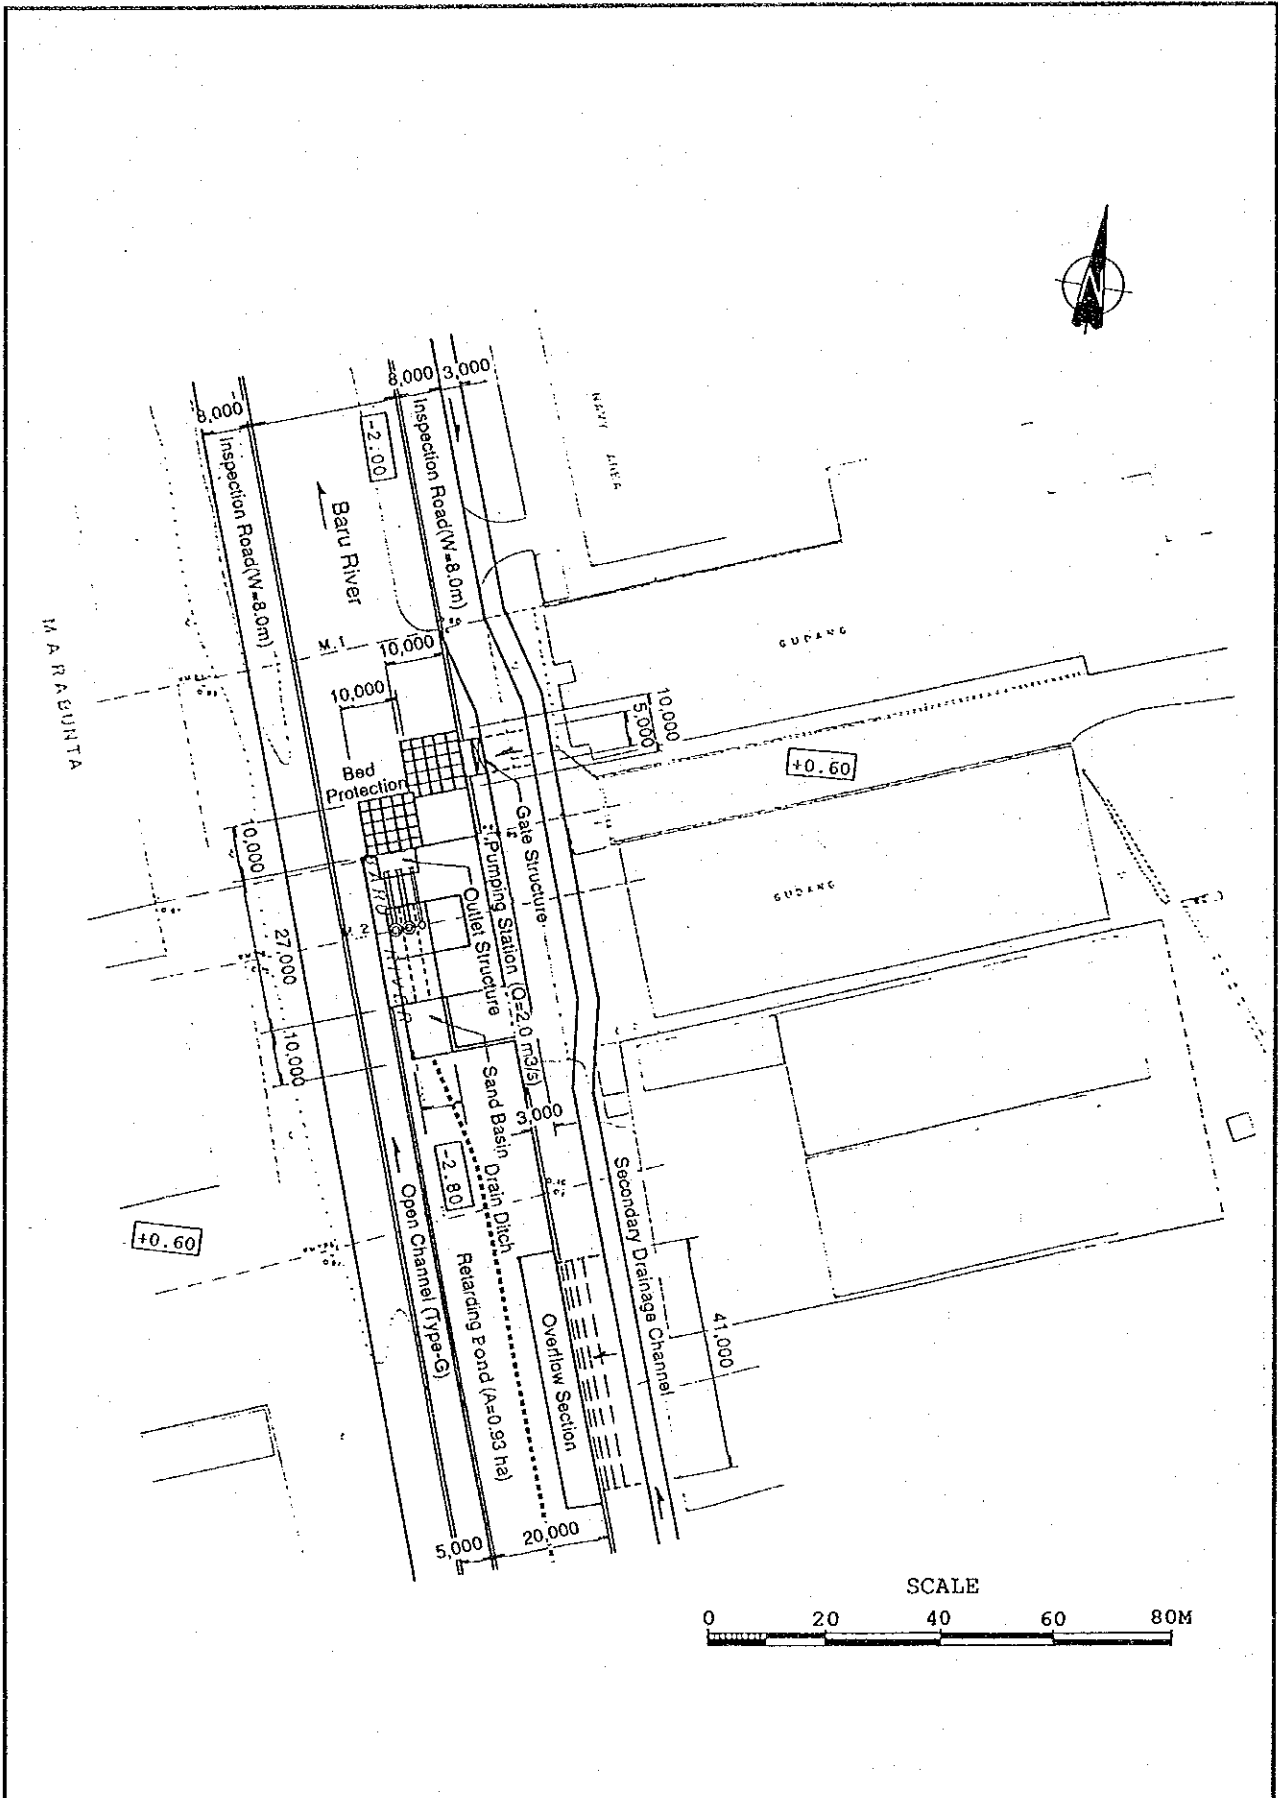 8,000
3,000
8,000
NAVY AREA
Inspection Road(W=8.0m)
-2.00
Inspection Road(W=8.0m)
Baru River
MARABUNTA
M.1
10,000
GUDANG
10,000
10,000
5,000
+0.60
Bed
Protection
Gate Structure
Pumping Station (Q=2.0 m3/s)
Outlet Structure
GUDANG
10,000
27,000
10,000
Sand Basin
3,000
Drain Ditch
-2.80
Secondary Drainage Channel
Open Channel (Type-G)
+0.60
Retarding Pond (A=0.93 ha)
Overflow Section
41,000
5,000
20,000
SCALE
0 20 40 60 80M